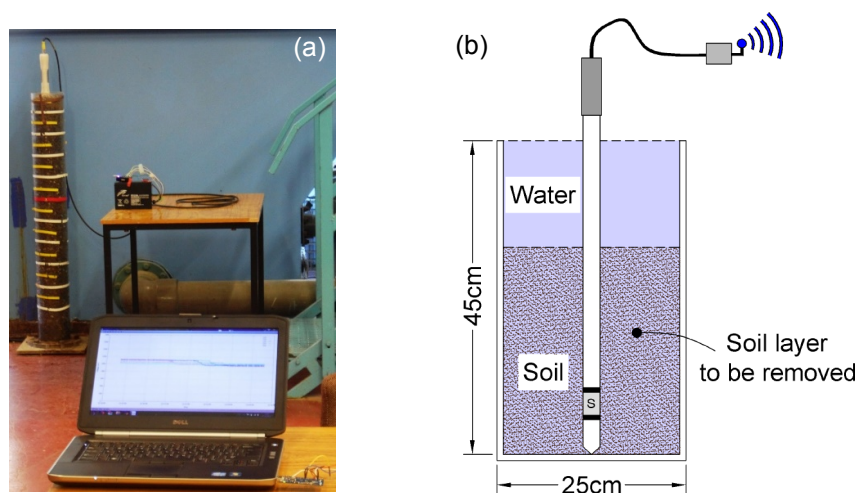 (a)
DELL
(b)
Water
45cm
Soil
S
Soil layer
to be removed
25cm